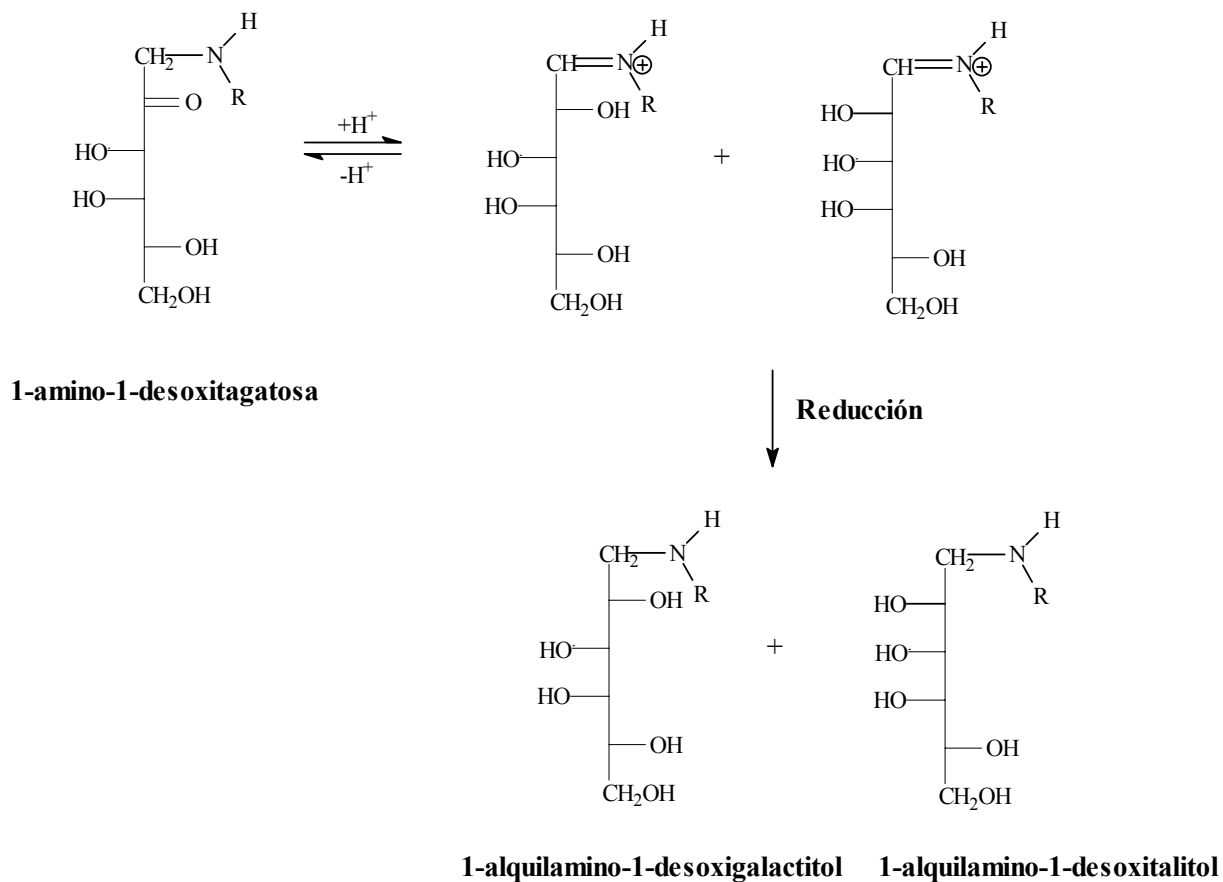 H
CH2 N
R
O
HO
HO
OH
CH2OH
1-amino-1-desoxitagatosa
+H+
-H+
H
CH N ⊕
R
OH
HO
HO
OH
CH2OH
+
H
CH N ⊕
R
HO
HO
HO
OH
CH2OH
Reducción
H
CH2 N
R
OH
HO
HO
OH
CH2OH
1-alquilamino-1-desoxigalactitol
+
H
CH2 N
R
HO
HO
HO
OH
CH2OH
1-alquilamino-1-desoxitalitol